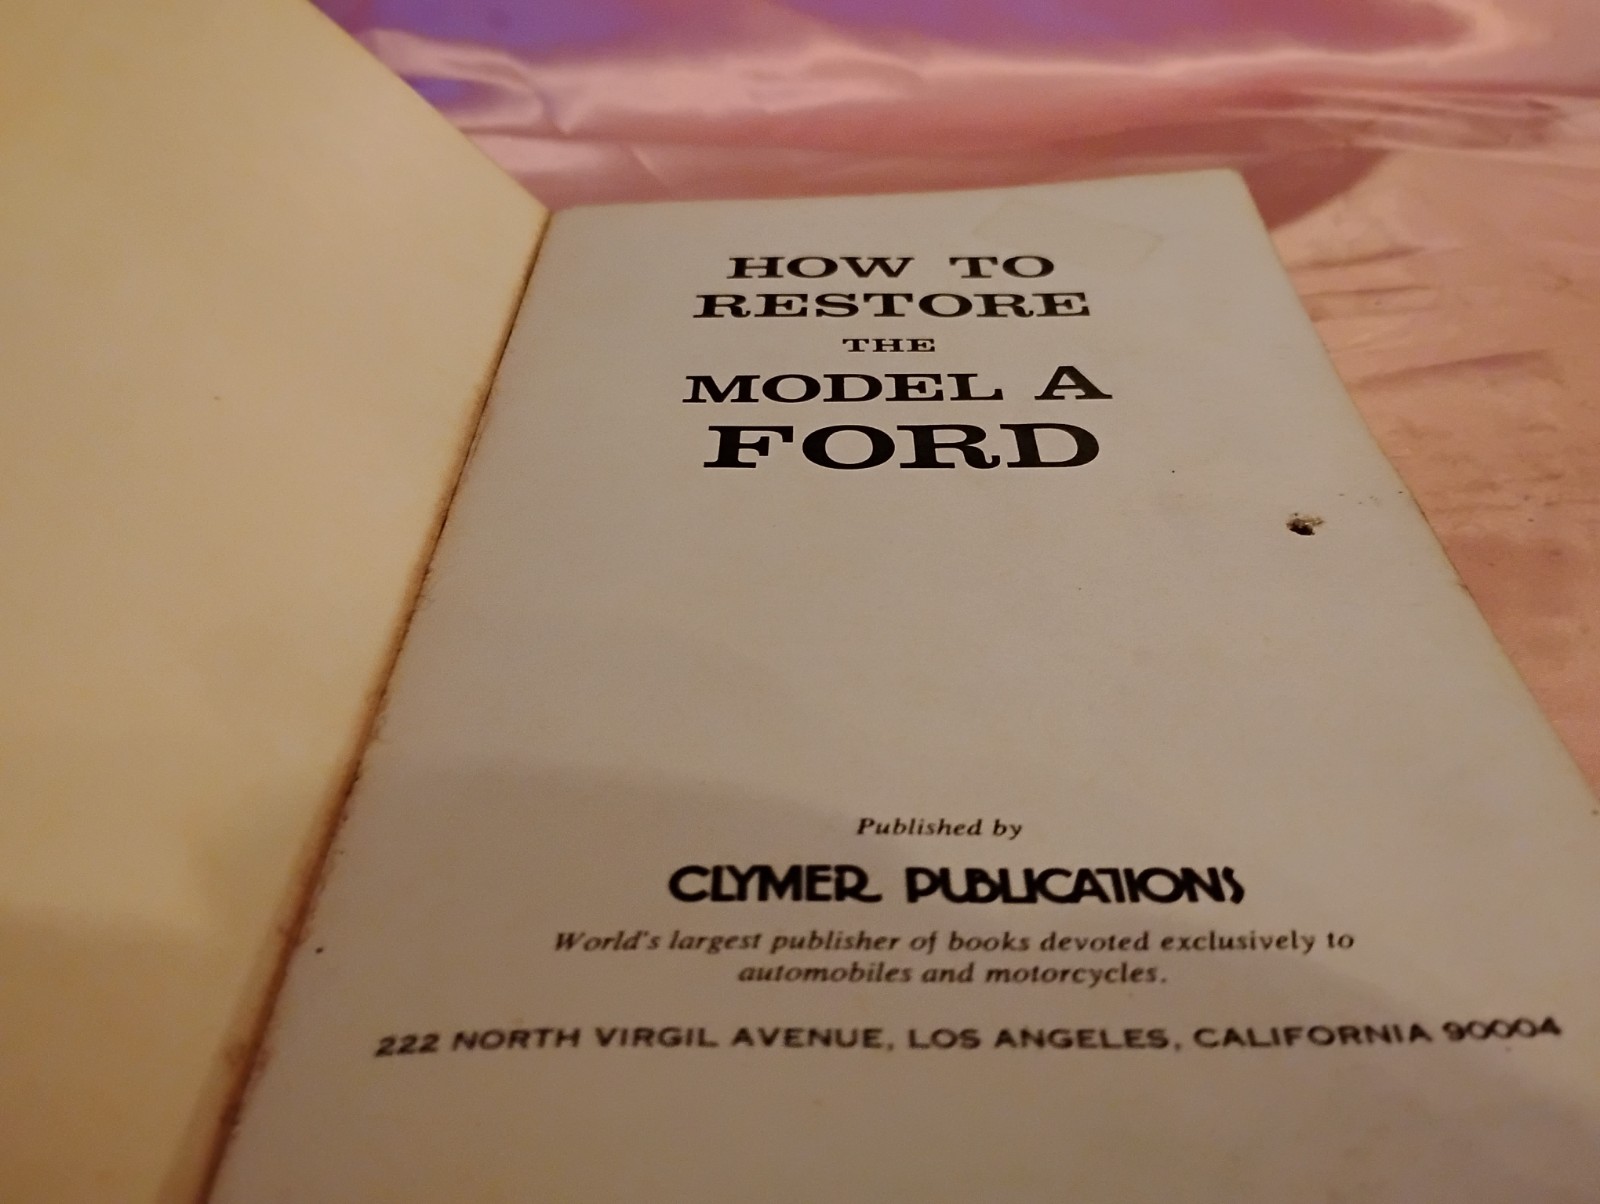 HOW TO
RESTORE
THE
MODEL A
FORD
Published by
CLYMER PUBLICATIONS
World's largest publisher of books devoted exclusively to
automobiles and motorcycles.
222 NORTH VIRGIL AVENUE, LOS ANGELES, CALIFORNIA 90004